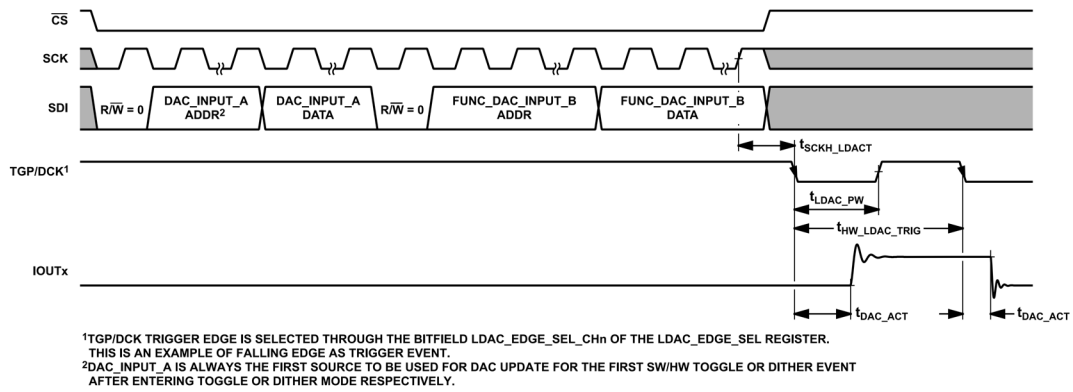 CS
SCK
SDI
R/W = 0
DAC_INPUT_A
ADDR²
DAC_INPUT_A
DATA
R/W = 0
FUNC_DAC_INPUT_B
ADDR
FUNC_DAC_INPUT_B
DATA
tSCKH_LDACT
TGP/DCK¹
tLDAC_PW
tHW_LDAC_TRIG
IOUTx
tDAC_ACT
tDAC_ACT
¹TGP/DCK TRIGGER EDGE IS SELECTED THROUGH THE BITFIELD LDAC_EDGE_SEL_CHn OF THE LDAC_EDGE_SEL REGISTER.
THIS IS AN EXAMPLE OF FALLING EDGE AS TRIGGER EVENT.
²DAC_INPUT_A IS ALWAYS THE FIRST SOURCE TO BE USED FOR DAC UPDATE FOR THE FIRST SW/HW TOGGLE OR DITHER EVENT
AFTER ENTERING TOGGLE OR DITHER MODE RESPECTIVELY.